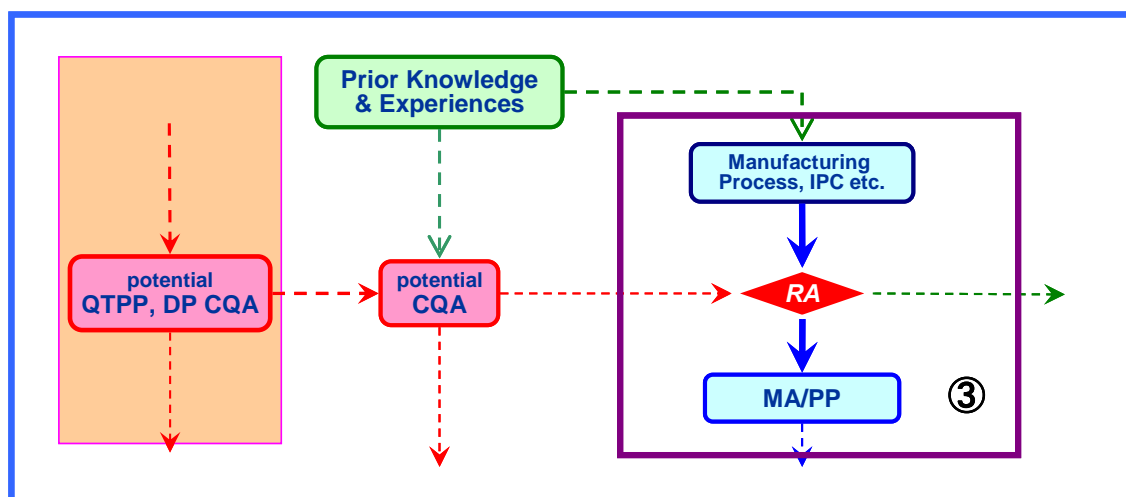 Prior Knowledge
& Experiences
Manufacturing
Process, IPC etc.
potential
QTPP, DP CQA
potential
CQA
RA
MA/PP
③